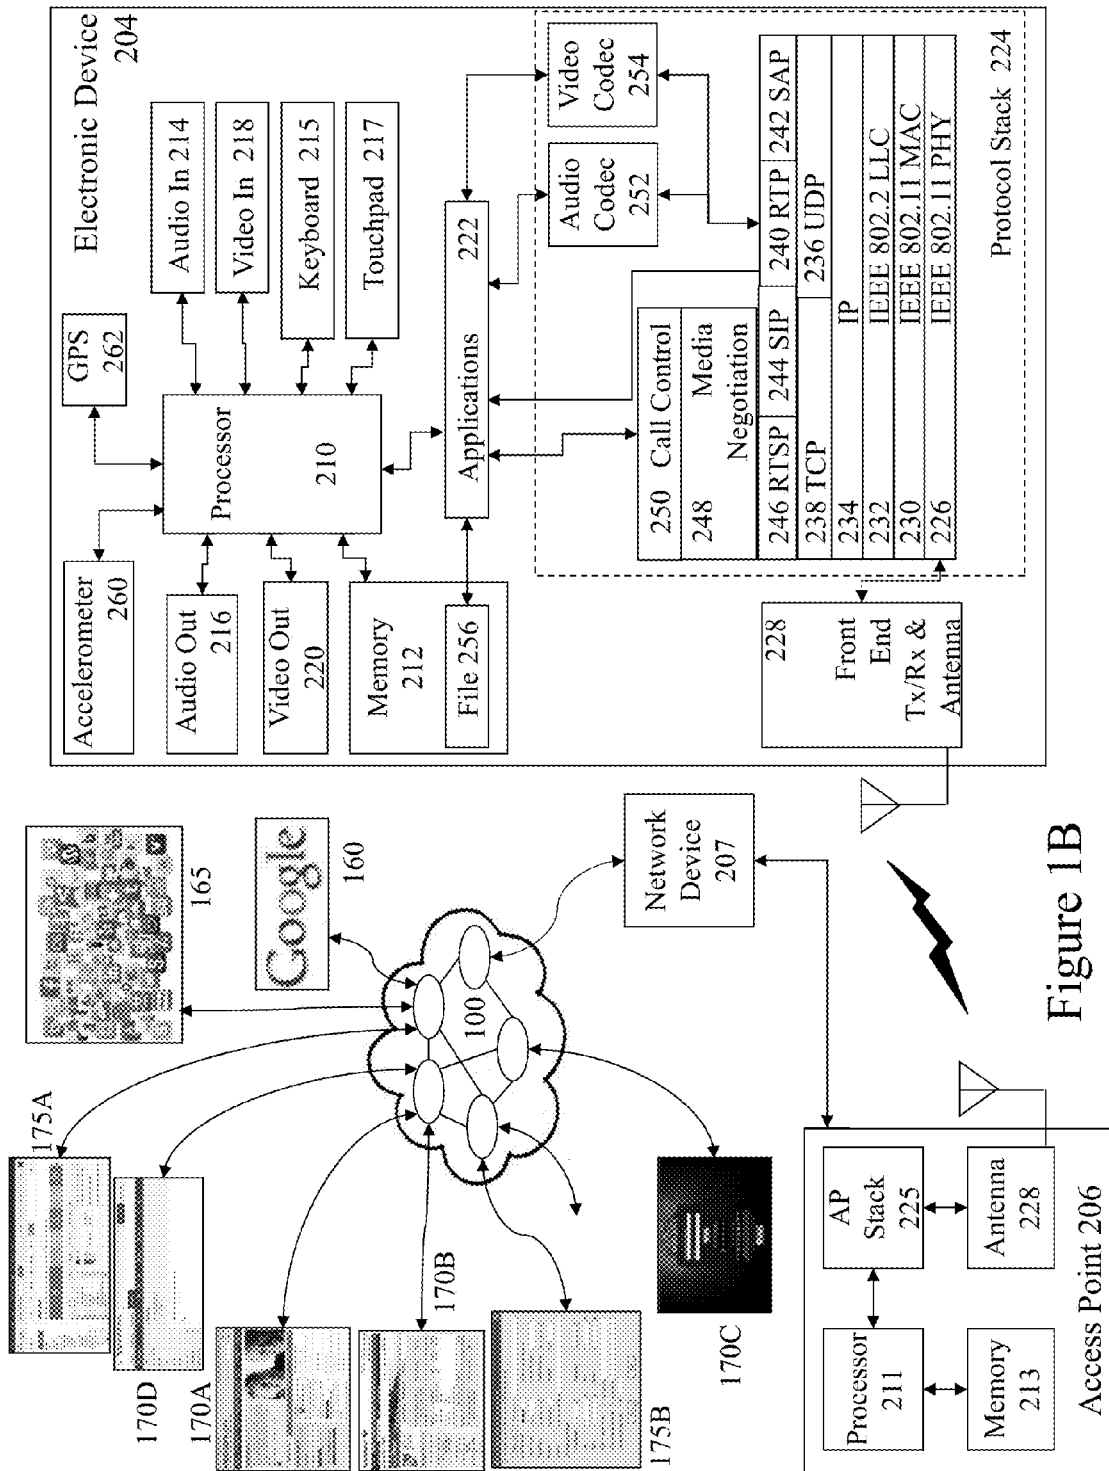 Electronic Device
204
Accelerometer
260
GPS
262
Audio Out
216
Video Out
220
Memory
212
File 256
Processor
210
Audio In 214
Video In 218
Keyboard 215
Touchpad 217
Applications 222
Audio
Codec
252
Video
Codec
254
250 Call Control
248 Media
Negotiation
246 RTSP
244 SIP
240 RTP
242 SAP
238 TCP
236 UDP
234 IP
232 IEEE 802.2 LLC
230 IEEE 802.11 MAC
226 IEEE 802.11 PHY
Protocol Stack 224
228
Front
End
Tx/Rx &
Antenna
165
Google
160
175A
170D
170A
170B
175B
170C
100
Network
Device
207
Processor
211
AP
Stack
225
Memory
213
Antenna
228
Access Point 206
Figure 1B